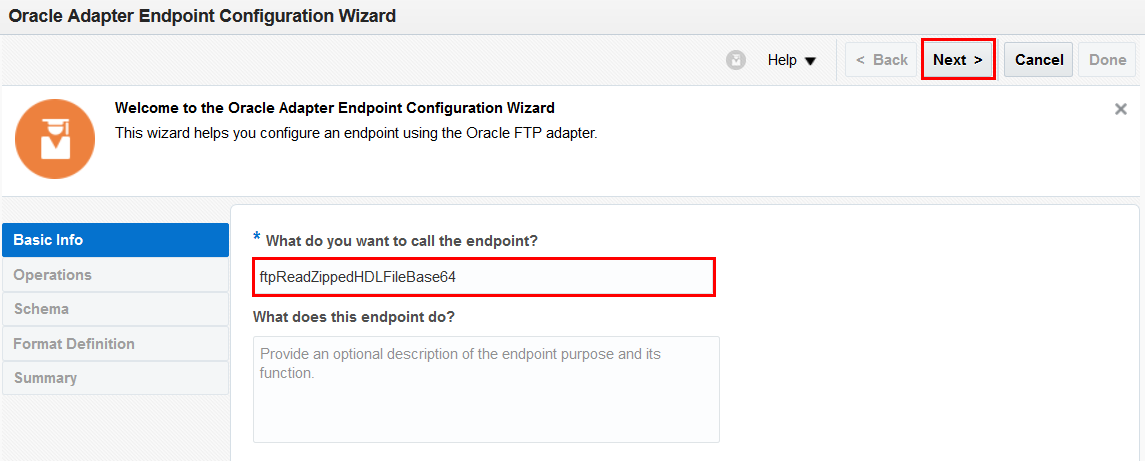 Oracle Adapter Endpoint Configuration Wizard
Help
< Back
Next >
Cancel
Done
Welcome to the Oracle Adapter Endpoint Configuration Wizard
This wizard helps you configure an endpoint using the Oracle FTP adapter.
Basic Info
Operations
Schema
Format Definition
Summary
* What do you want to call the endpoint?
ftpReadZippedHDLFileBase64
What does this endpoint do?
Provide an optional description of the endpoint purpose and its
function.